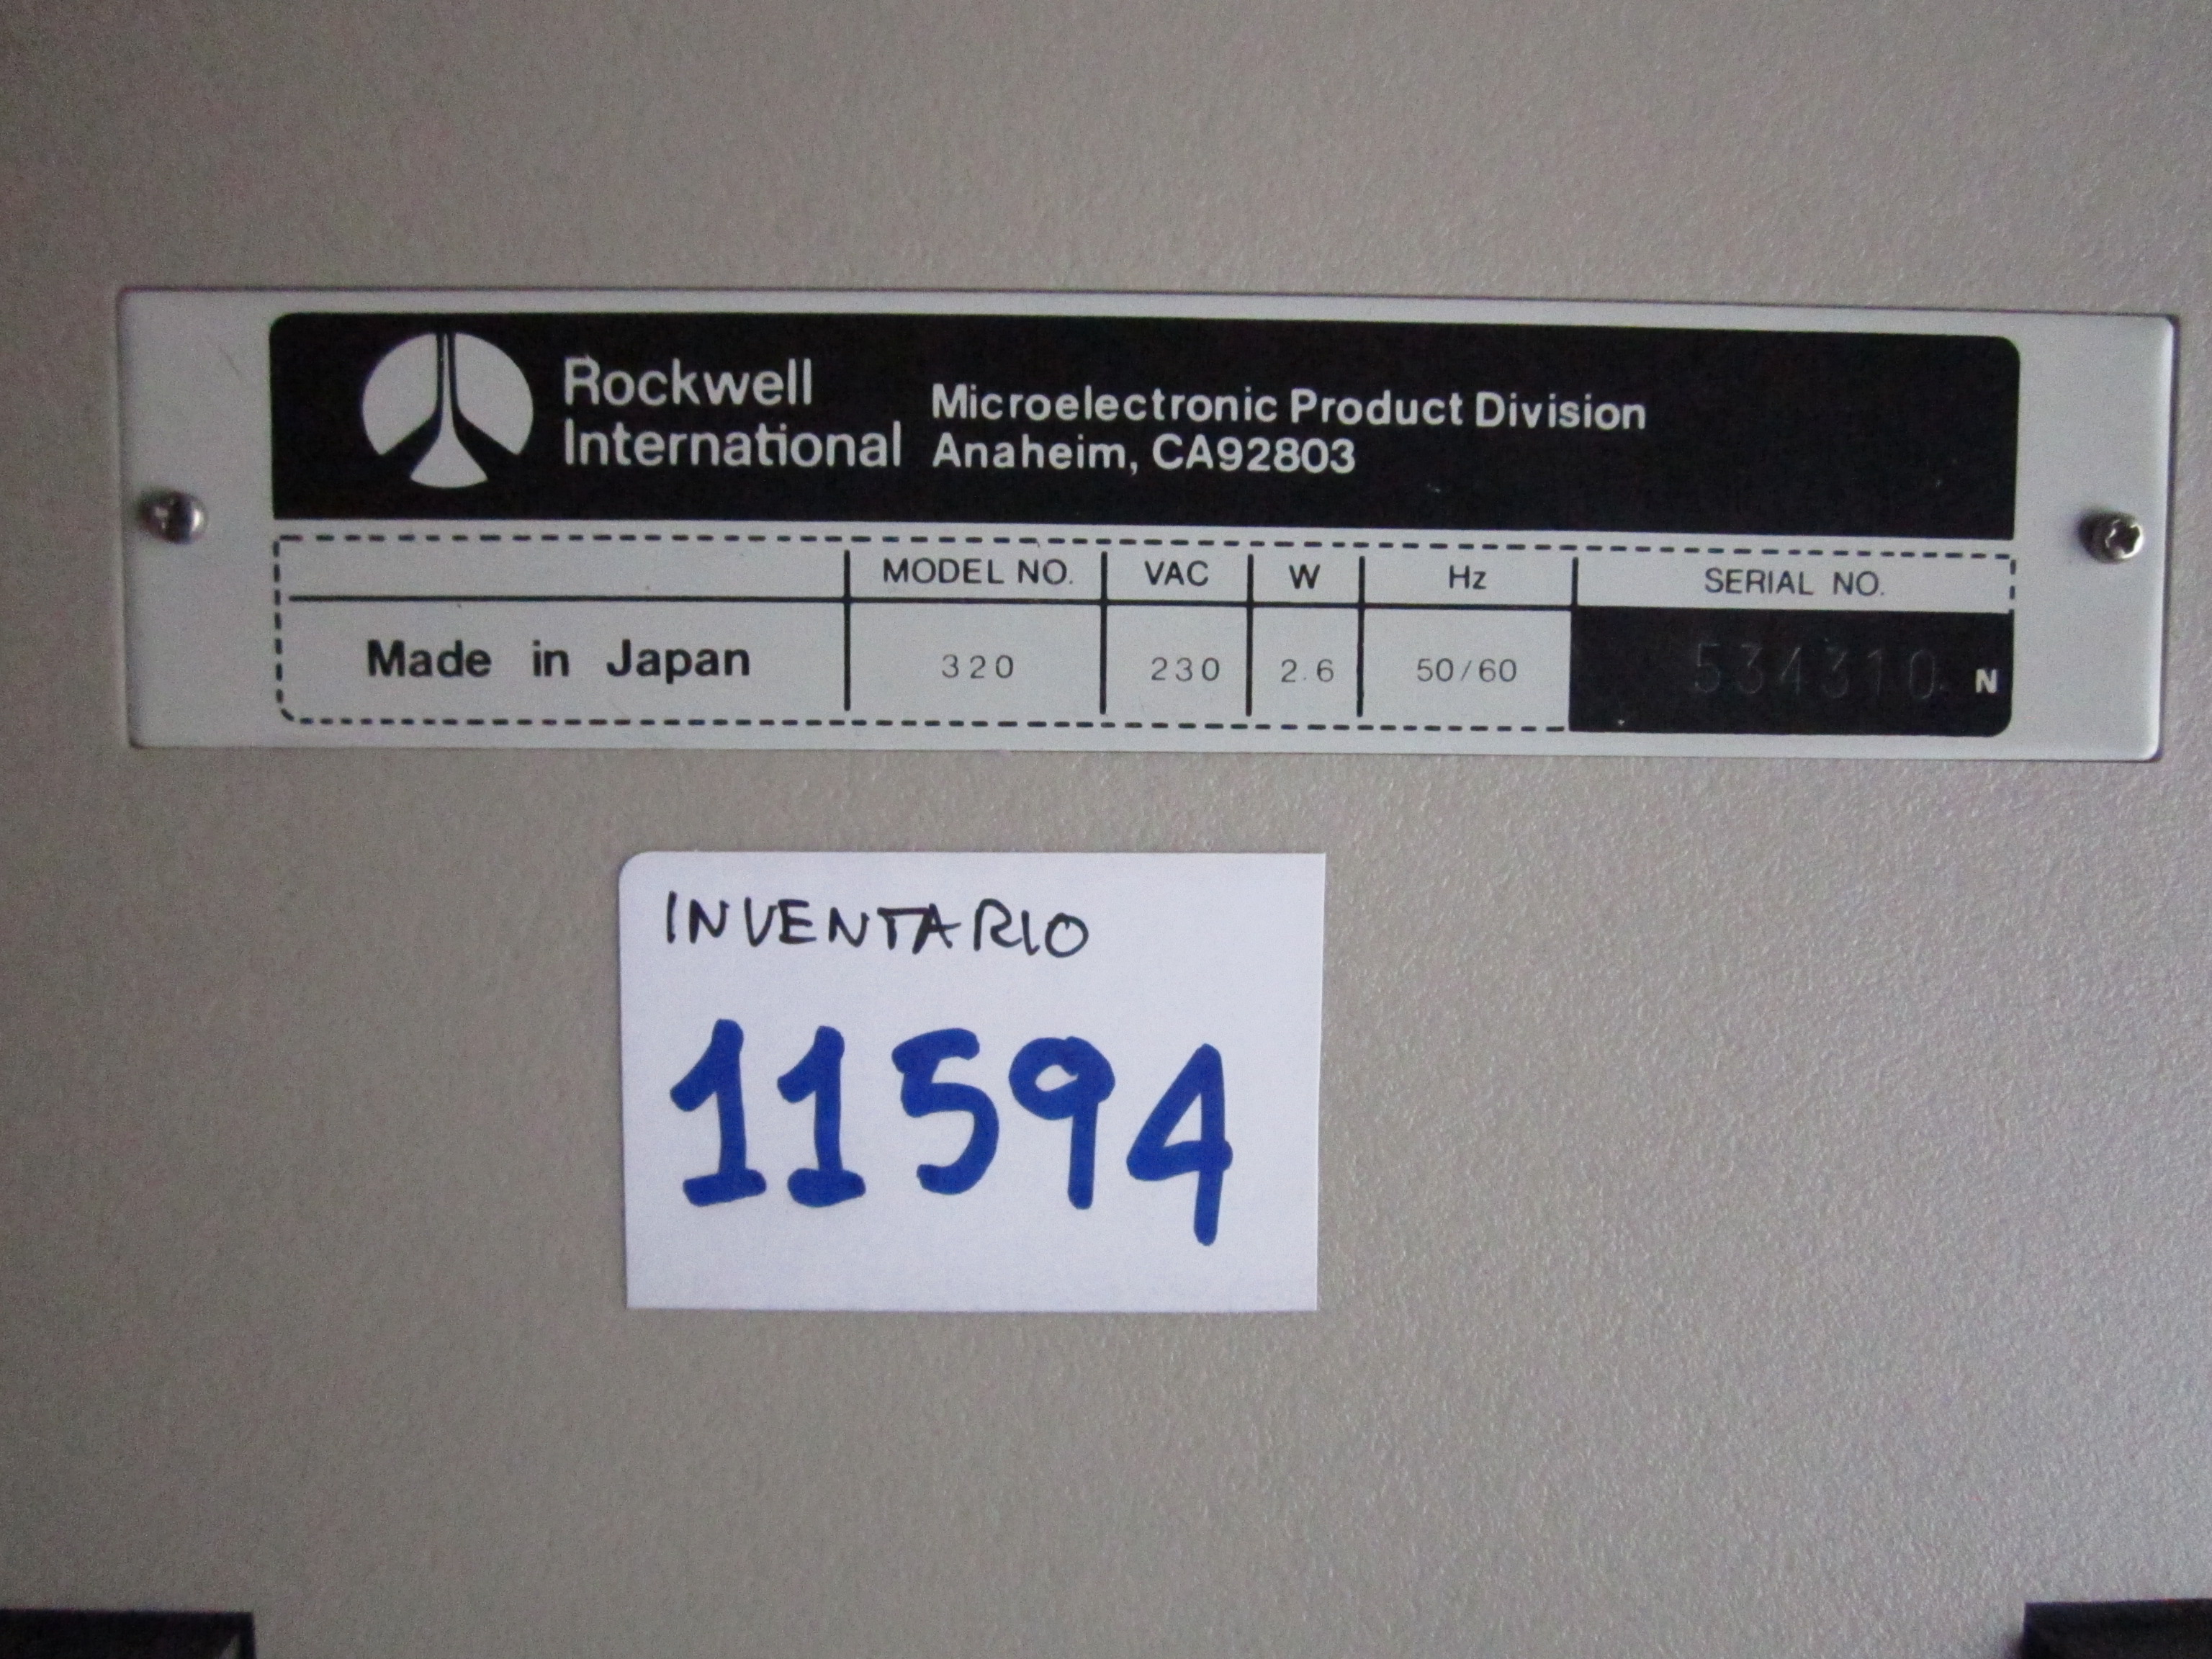 Rockwell
International
Microelectronic Product Division
Anaheim, CA92803
MODEL NO. VAC W Hz SERIAL NO.
Made in Japan 320 230 2.6 50/60 534310 N
INVENTARIO
11594